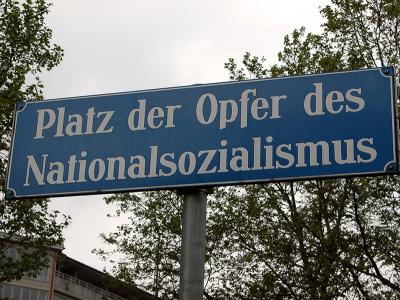 Platz der Opfer des
Nationalsozialismus